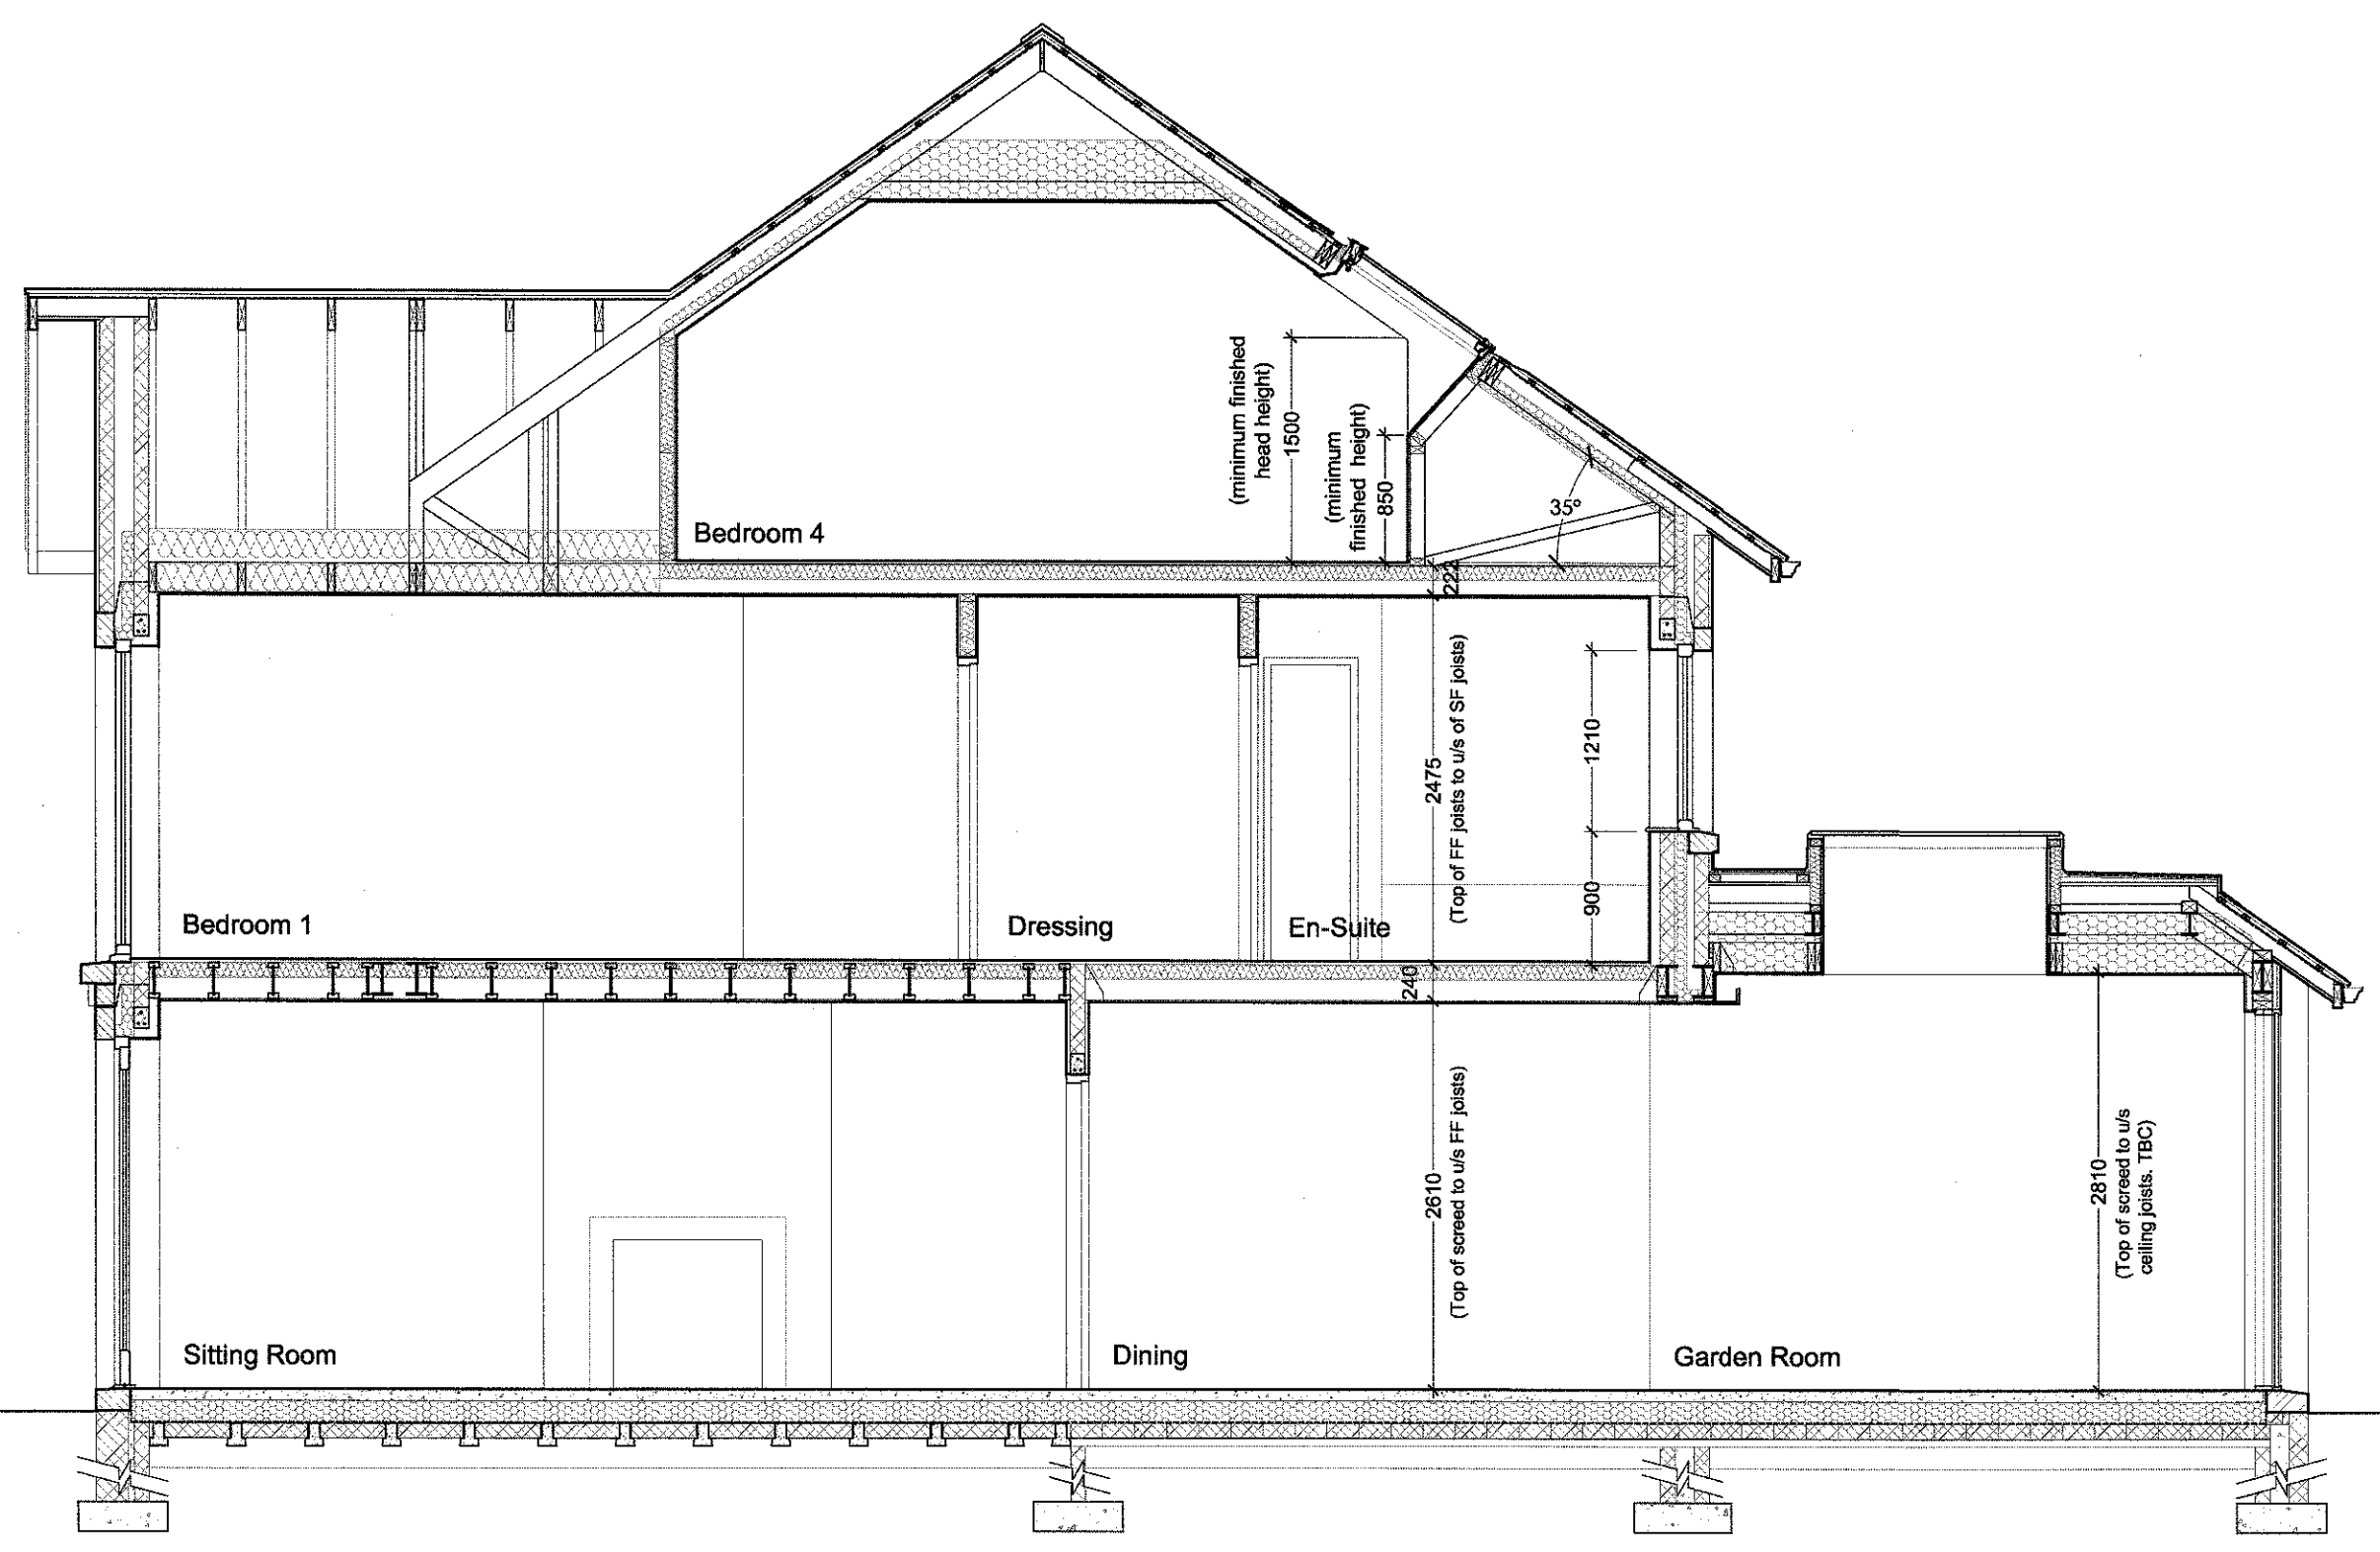 (minimum finished
head height)
1500
(minimum
finished height)
850
35°
Bedroom 4
222
2475
(Top of FF joists to u/s of SF joists)
1210
900
Bedroom 1
Dressing
En-Suite
240
2610
(Top of screed to u/s FF joists)
2810
(Top of screed to u/s
ceiling joists. TBC)
Sitting Room
Dining
Garden Room